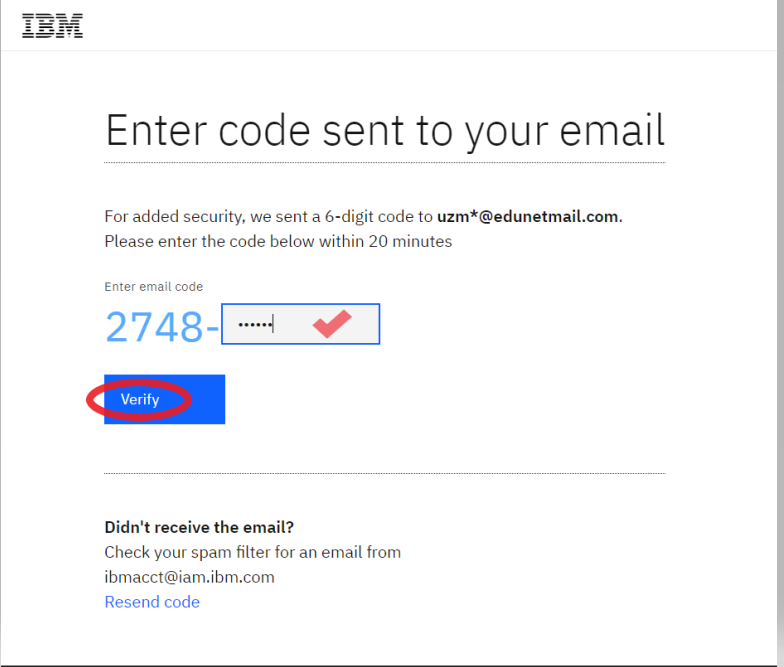 IBM
Enter code sent to your email
For added security, we sent a 6-digit code to uzm*@edunetmail.com.
Please enter the code below within 20 minutes
Enter email code
2748- ••••••
Verify
Didn't receive the email?
Check your spam filter for an email from
ibmacct@iam.ibm.com
Resend code